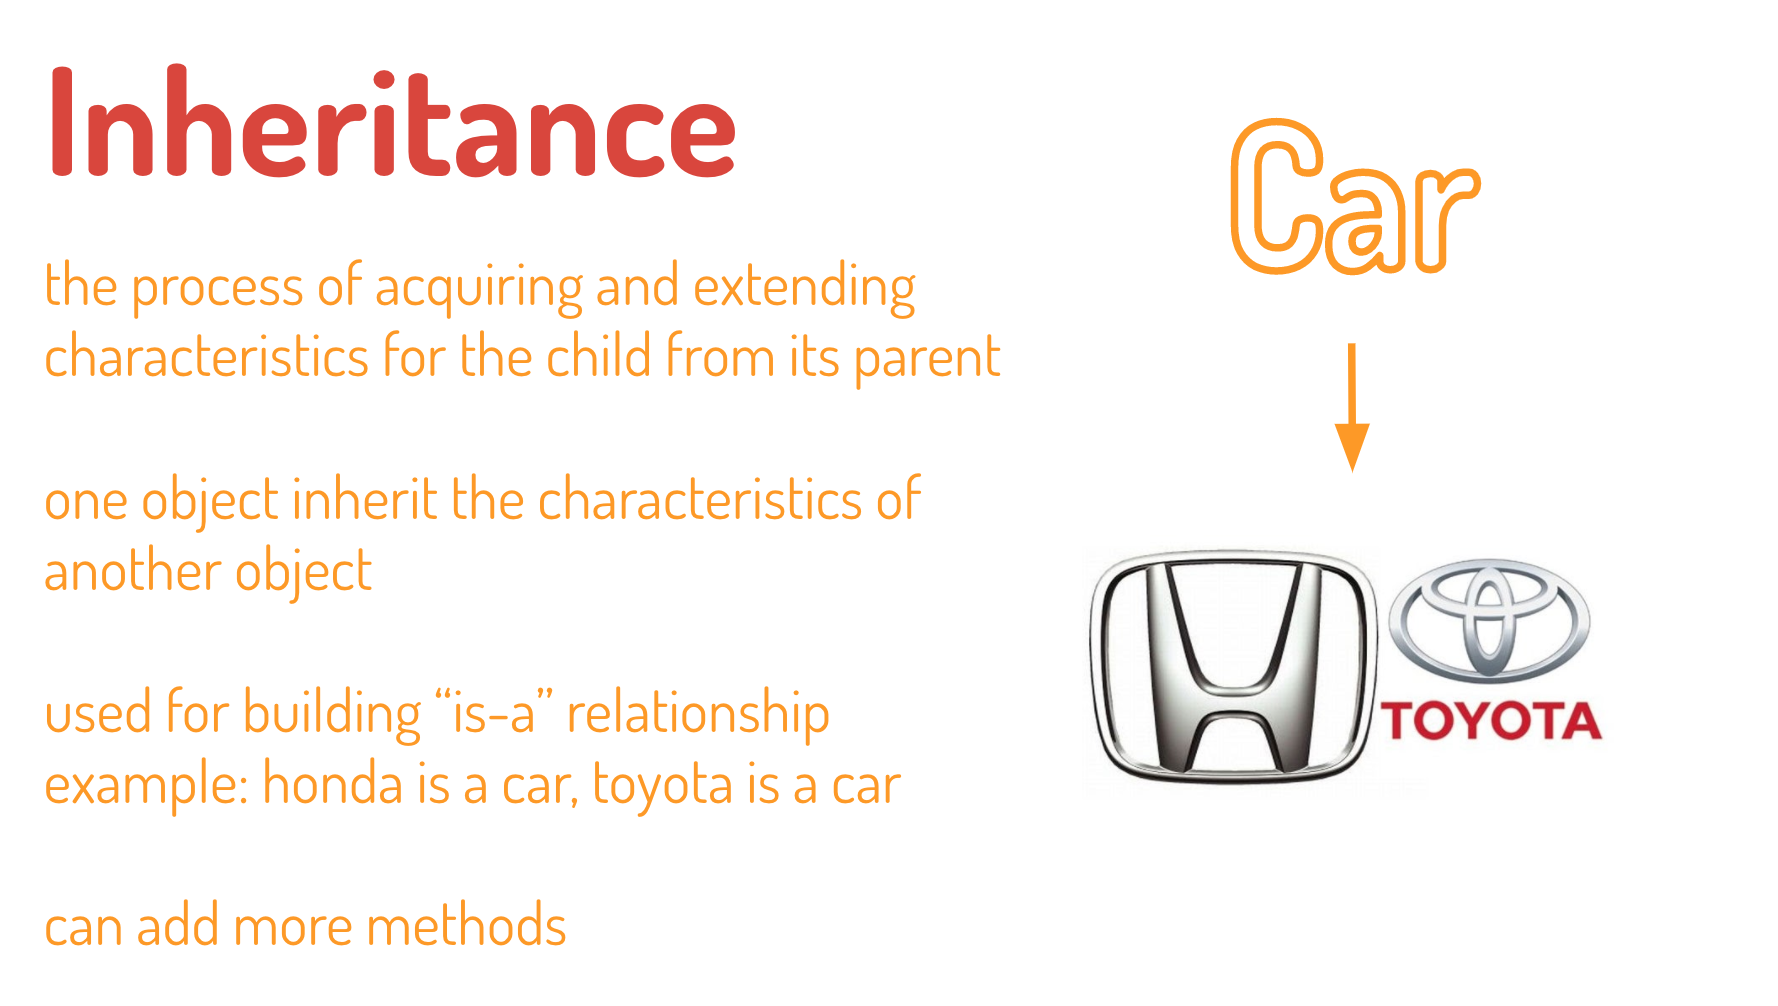 Inheritance
the process of acquiring and extending
characteristics for the child from its parent
one object inherit the characteristics of
another object
used for building “is-a” relationship
example: honda is a car, toyota is a car
can add more methods
Car
TOYOTA